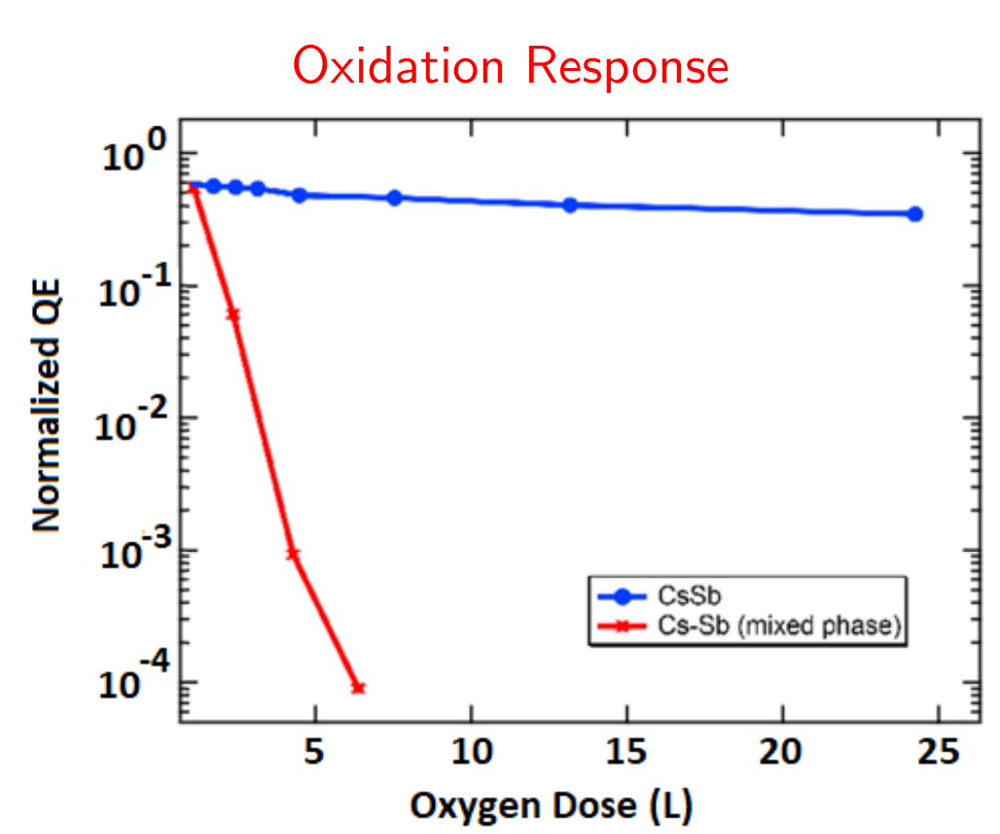 Oxidation Response
10^0
10^-1
10^-2
10^-3
10^-4
Normalized QE
CsSb
Cs-Sb (mixed phase)
5 10 15 20 25
Oxygen Dose (L)